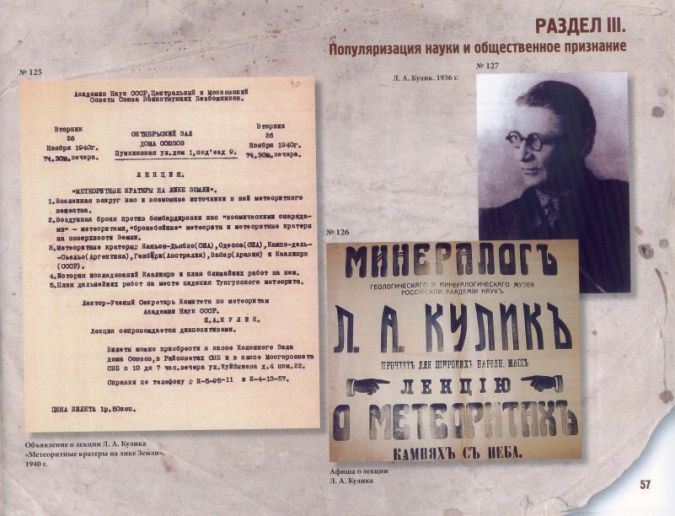 РАЗДЕЛ III.
Популяризация науки и общественное признание
№ 125
40
Академия Наук СССР, Центральный и Московский
Советы Союза Воинствующих Безбожников.
Вторник
26
Ноября 1940г.
7ч.30м.вечера.
ОКТЯБРЬСКИЙ ЗАЛ
ДОМА СОЮЗОВ
Пушкинская ул.дом 1,под'езд 9.
Вторник
26
Ноября 1940г.
7ч.30м.вечера.
ЛЕКЦИЯ.
"МЕТЕОРИТНЫЕ КРАТЕРЫ НА ЛИКЕ ЗЕМЛИ".
1.Вселенная вокруг нас и возможные источники в ней метеоритного
вещества.
2.Воздушная броня против бомбардировки нас "космическими снаряда-
ми" - метеоритами,"бронебойные" метеориты и метеоритные кратеры
на поверхности Земли.
3.Метеоритные кратеры: Каньон-Дьябло(США),Одесса(США),Кампо-дель-
-Сьельо(Аргентина),Генбери(Австралия),Вабар(Аравия) и Каалиярв
(СССР).
4.История исследований Каалиярв и план ближайших работ на нем.
5.План дальнейших работ на месте падения Тунгусского метеорита.
Лектор-Ученый Секретарь Комитета по метеоритам
Академии Наук СССР.
Л.А.КУЛИК.
Лекция сопровождается диапозитивами.
Билеты можно приобрести в кассе Колонного Зала
дома Союзов, в Райсоветах СВБ и в кассе Мосгорсовета
СВБ с 10 до 7 час.вечера ул.Куйбышева д.4 пом.22.
Справки по телефону: К-5-05-11 и К-4-13-57.
ЦЕНА БИЛЕТА 1р.50коп.
Объявление о лекции Л. А. Кулика
«Метеоритные кратеры на лике Земли».
1940 г.
Л. А. Кулик. 1936 г.
№ 127
№ 126
МИНЕРАЛОГЪ
ГЕОЛОГИЧЕСКАГО И МИНЕРАЛОГИЧЕСКАГО МУЗЕЯ
РОССІЙСКОЙ АКАДЕМІИ НАУКЪ
Л. А. КУЛИКЪ
ПРОЧТЕТЪ ДЛЯ ШИРОКИХЪ НАРОДН. МАССЪ
ЛЕКЦІЮ
О МЕТЕОРИТАХЪ
КАМНЯХЪ СЪ НЕБА.
Афиша о лекции
Л. А. Кулика
57